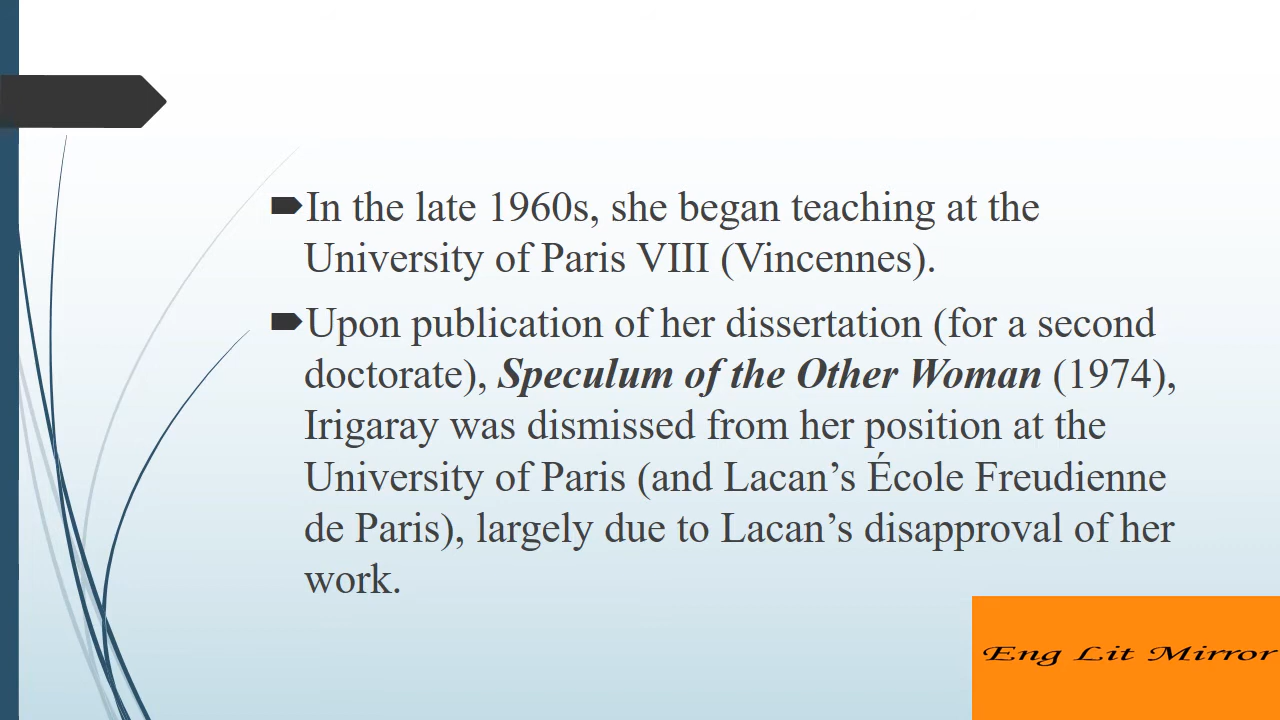 In the late 1960s, she began teaching at the
University of Paris VIII (Vincennes).
Upon publication of her dissertation (for a second
doctorate), Speculum of the Other Woman (1974),
Irigaray was dismissed from her position at the
University of Paris (and Lacan’s École Freudienne
de Paris), largely due to Lacan’s disapproval of her
work.
Eng Lit Mirror